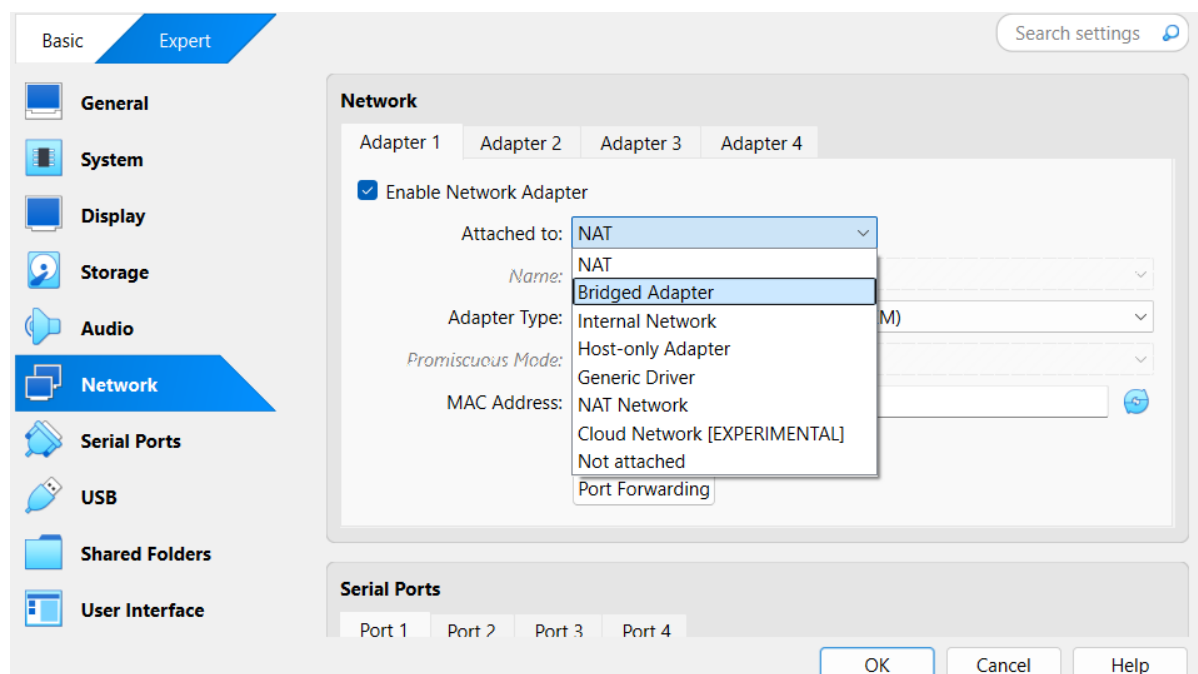 Basic Expert Search settings
General
System
Display
Storage
Audio
Network
Serial Ports
USB
Shared Folders
User Interface
Network
Adapter 1 Adapter 2 Adapter 3 Adapter 4
Enable Network Adapter
Attached to: NAT
NAT
Name:
Bridged Adapter
Adapter Type: Internal Network M)
Host-only Adapter
Promiscuous Mode:
Generic Driver
MAC Address: NAT Network
Cloud Network [EXPERIMENTAL]
Not attached
Port Forwarding
Serial Ports
Port 1 Port 2 Port 3 Port 4
OK Cancel Help